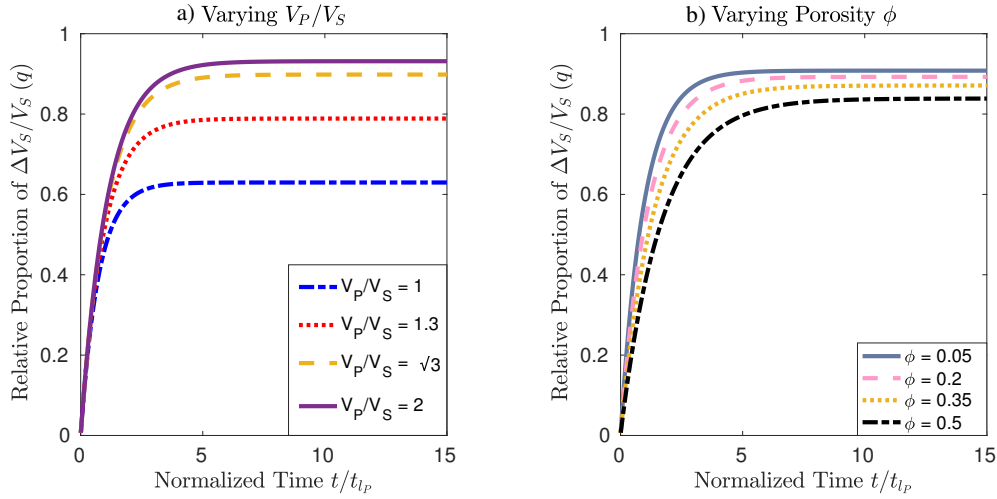 a) Varying V_P/V_S
1
0.8
0.6
0.4
0.2
0
0
5
10
15
Relative Proportion of ΔV_S/V_S (q)
Normalized Time t/t_{l_P}
V_P/V_S = 1
V_P/V_S = 1.3
V_P/V_S = √3
V_P/V_S = 2
b) Varying Porosity ϕ
1
0.8
0.6
0.4
0.2
0
0
5
10
15
Relative Proportion of ΔV_S/V_S (q)
Normalized Time t/t_{l_P}
ϕ = 0.05
ϕ = 0.2
ϕ = 0.35
ϕ = 0.5